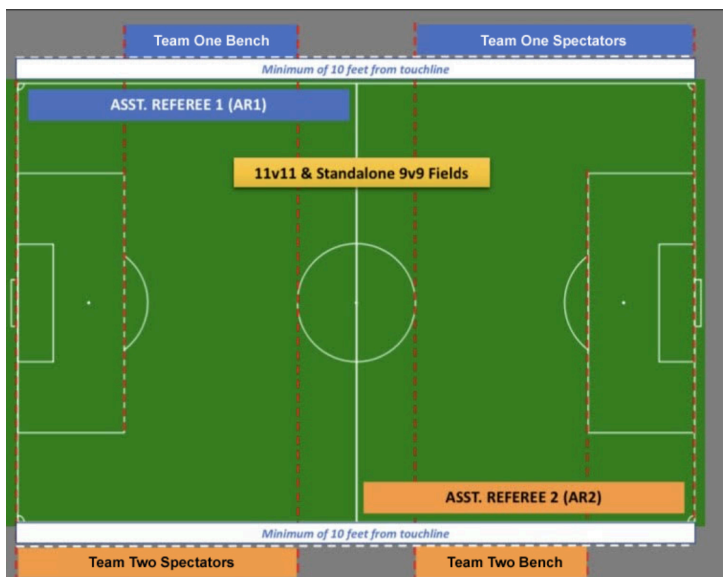 Team One Bench
Team One Spectators
Minimum of 10 feet from touchline
ASST. REFEREE 1 (AR1)
11v11 & Standalone 9v9 Fields
ASST. REFEREE 2 (AR2)
Minimum of 10 feet from touchline
Team Two Spectators
Team Two Bench